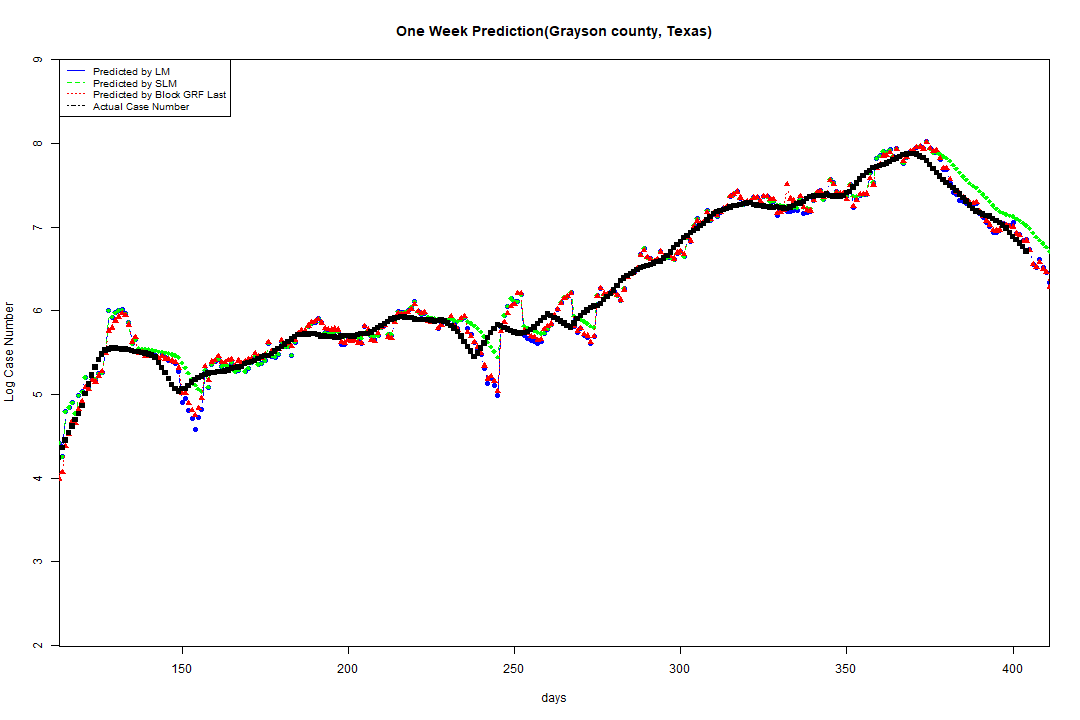 One Week Prediction(Grayson county, Texas)
Predicted by LM
Predicted by SLM
Predicted by Block GRF Last
Actual Case Number
9
8
7
6
5
4
3
2
Log Case Number
150 200 250 300 350 400
days